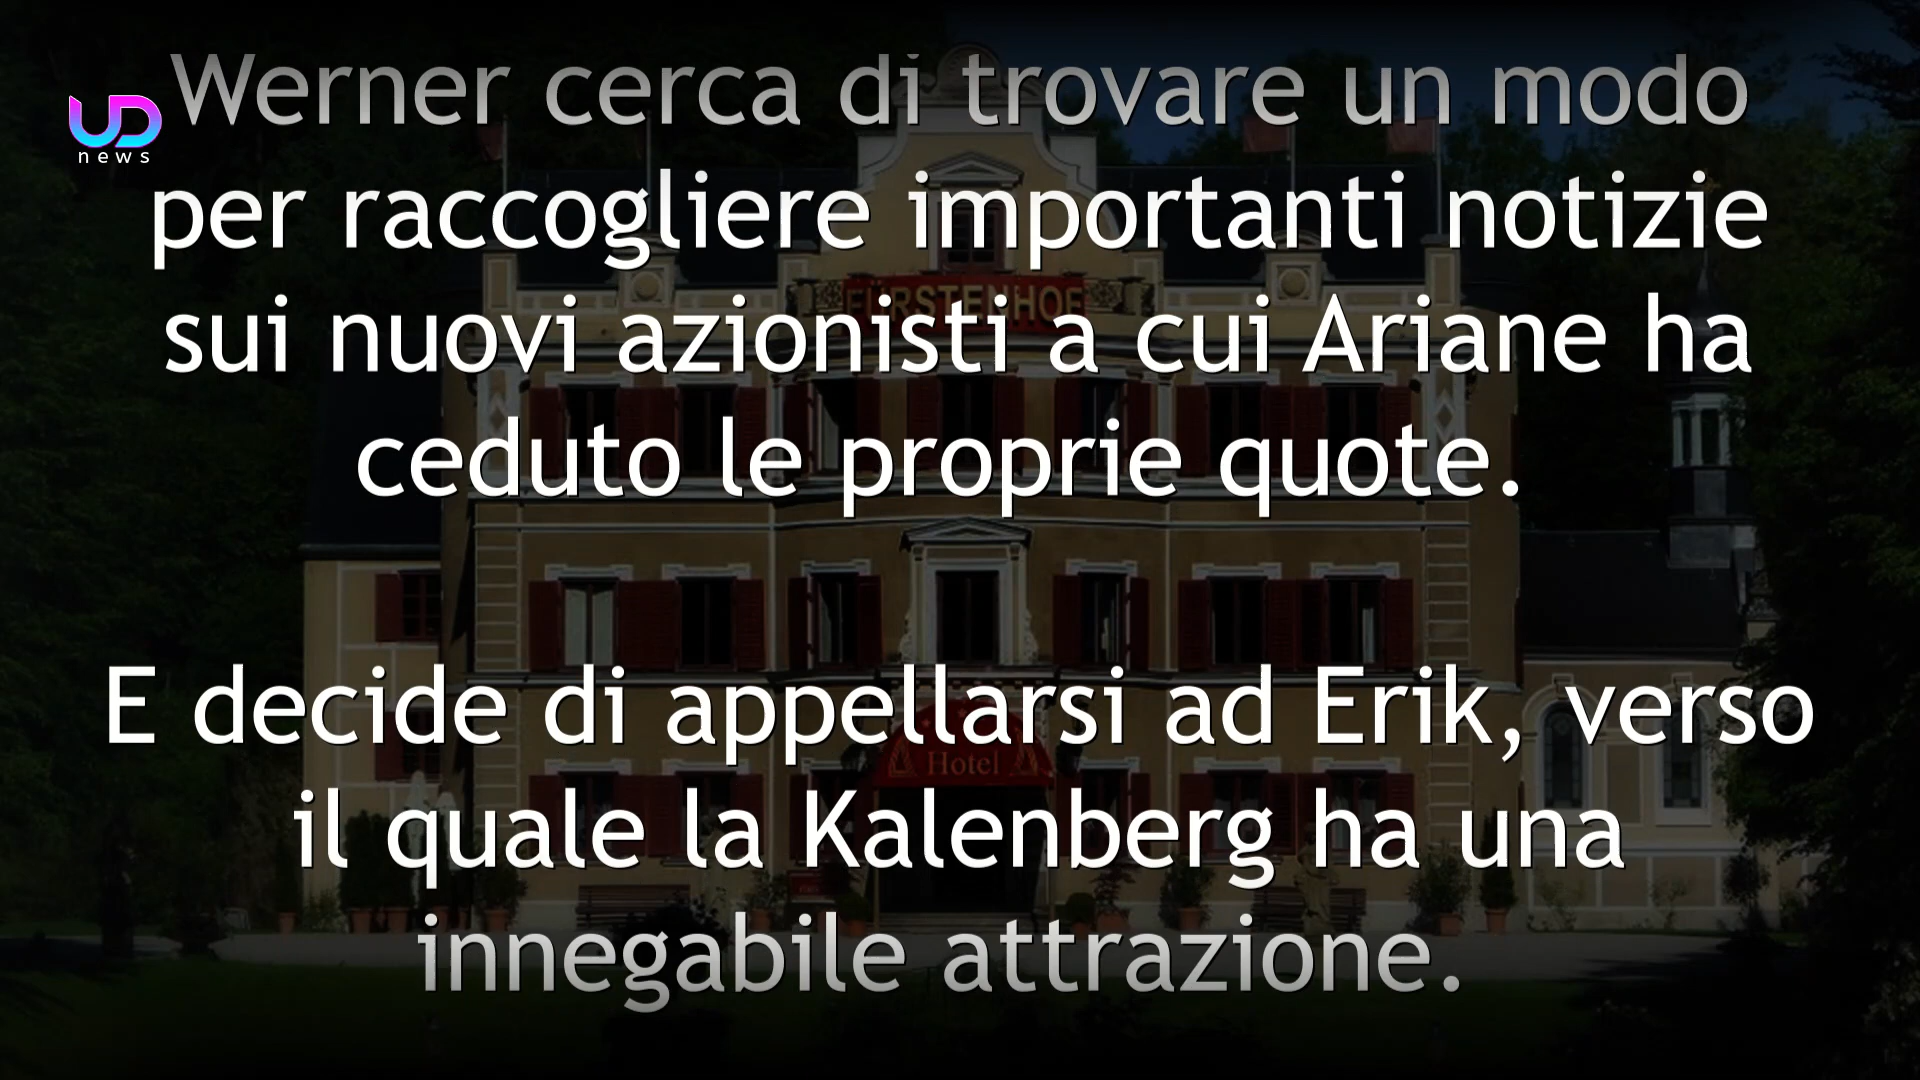 Werner cerca di trovare un modo
UD
news
per raccogliere importanti notizie
FÜRSTENHOF
sui nuovi azionisti a cui Ariane ha
ceduto le proprie quote.
E decide di appellarsi ad Erik, verso
Hotel
il quale la Kalenberg ha una
innegabile attrazione.